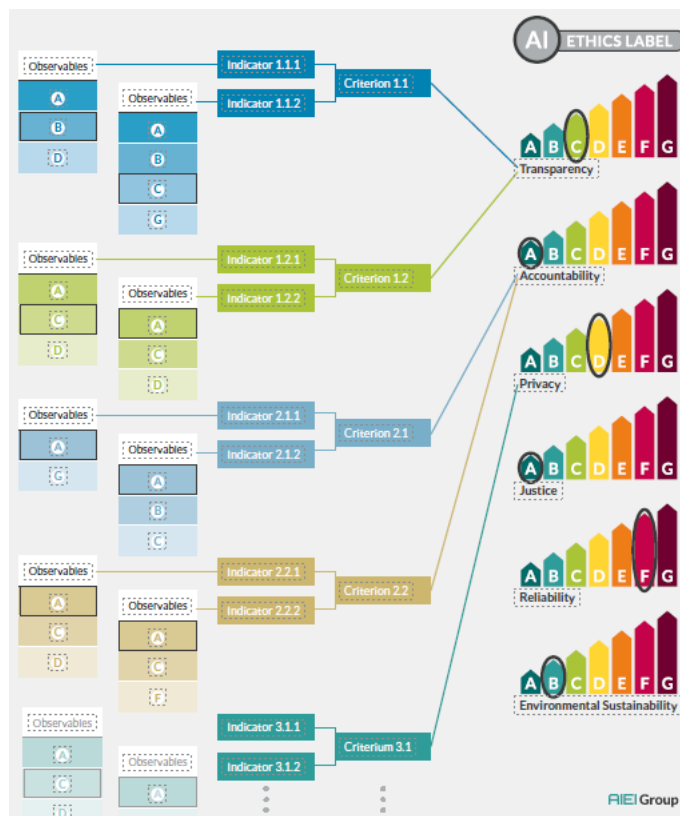 AI ETHICS LABEL
Observables
A
B
D
Observables
A
B
C
G
Indicator 1.1.1
Indicator 1.1.2
Criterion 1.1
A B C D E F G
Transparency
Observables
A
C
D
Observables
A
C
D
Indicator 1.2.1
Indicator 1.2.2
Criterion 1.2
A B C D E F G
Accountability
Observables
A
G
Observables
A
B
C
Indicator 2.1.1
Indicator 2.1.2
Criterion 2.1
A B C D E F G
Privacy
A B C D E F G
Justice
Observables
A
C
D
Observables
A
C
F
Indicator 2.2.1
Indicator 2.2.2
Criterion 2.2
A B C D E F G
Reliability
A B C D E F G
Environmental Sustainability
Observables
A
C
D
Observables
A
Indicator 3.1.1
Indicator 3.1.2
Criterium 3.1
AIEI Group